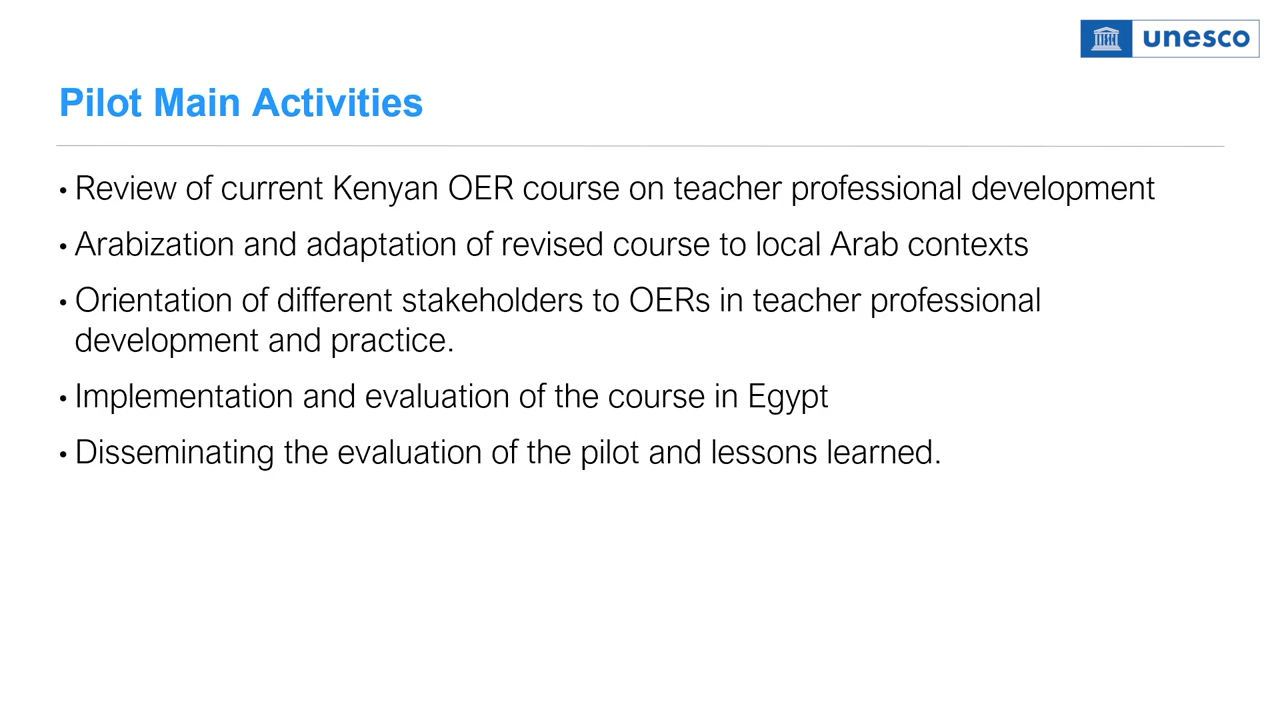 unesco
Pilot Main Activities
• Review of current Kenyan OER course on teacher professional development
• Arabization and adaptation of revised course to local Arab contexts
• Orientation of different stakeholders to OERs in teacher professional
development and practice.
• Implementation and evaluation of the course in Egypt
• Disseminating the evaluation of the pilot and lessons learned.